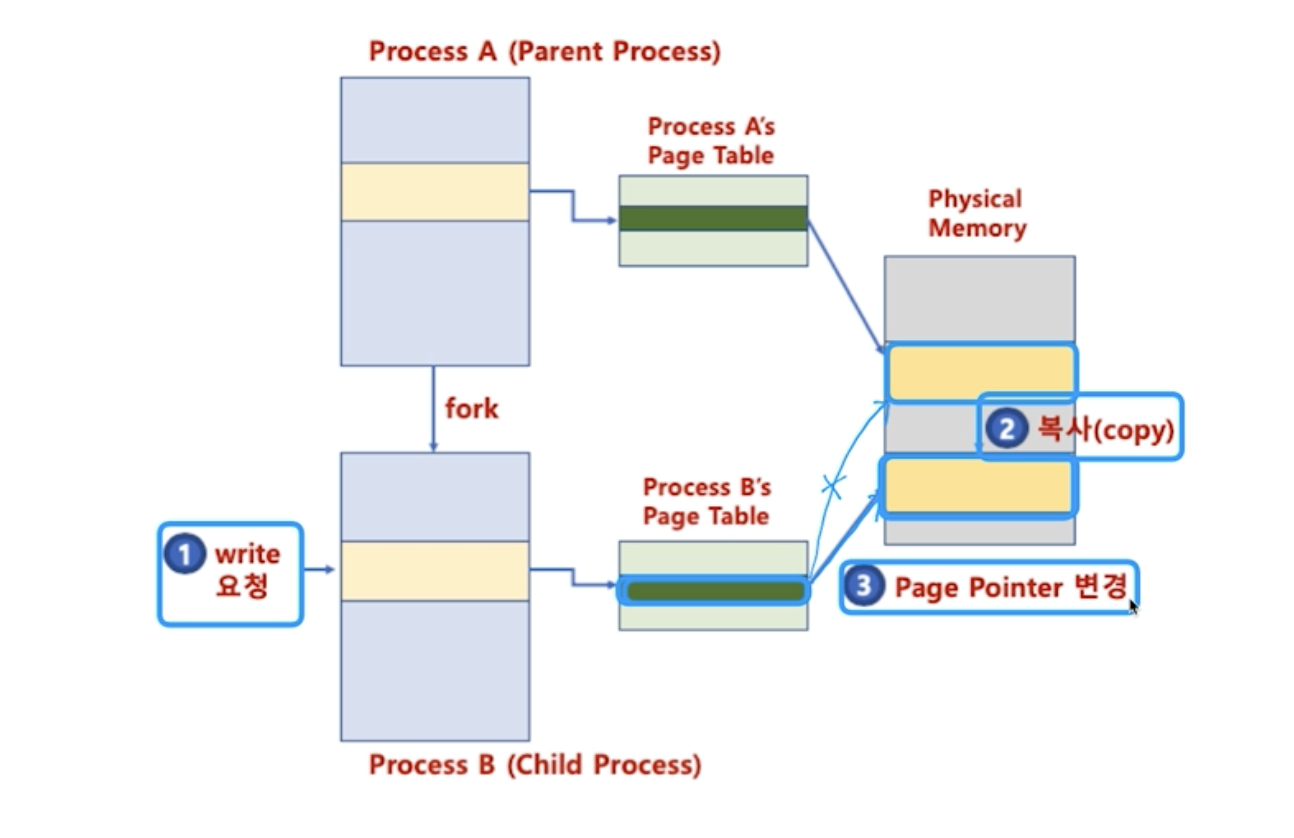 Process A (Parent Process)
Process A's
Page Table
Physical
Memory
fork
2 복사(copy)
Process B's
Page Table
1 write
요청
3 Page Pointer 변경
Process B (Child Process)